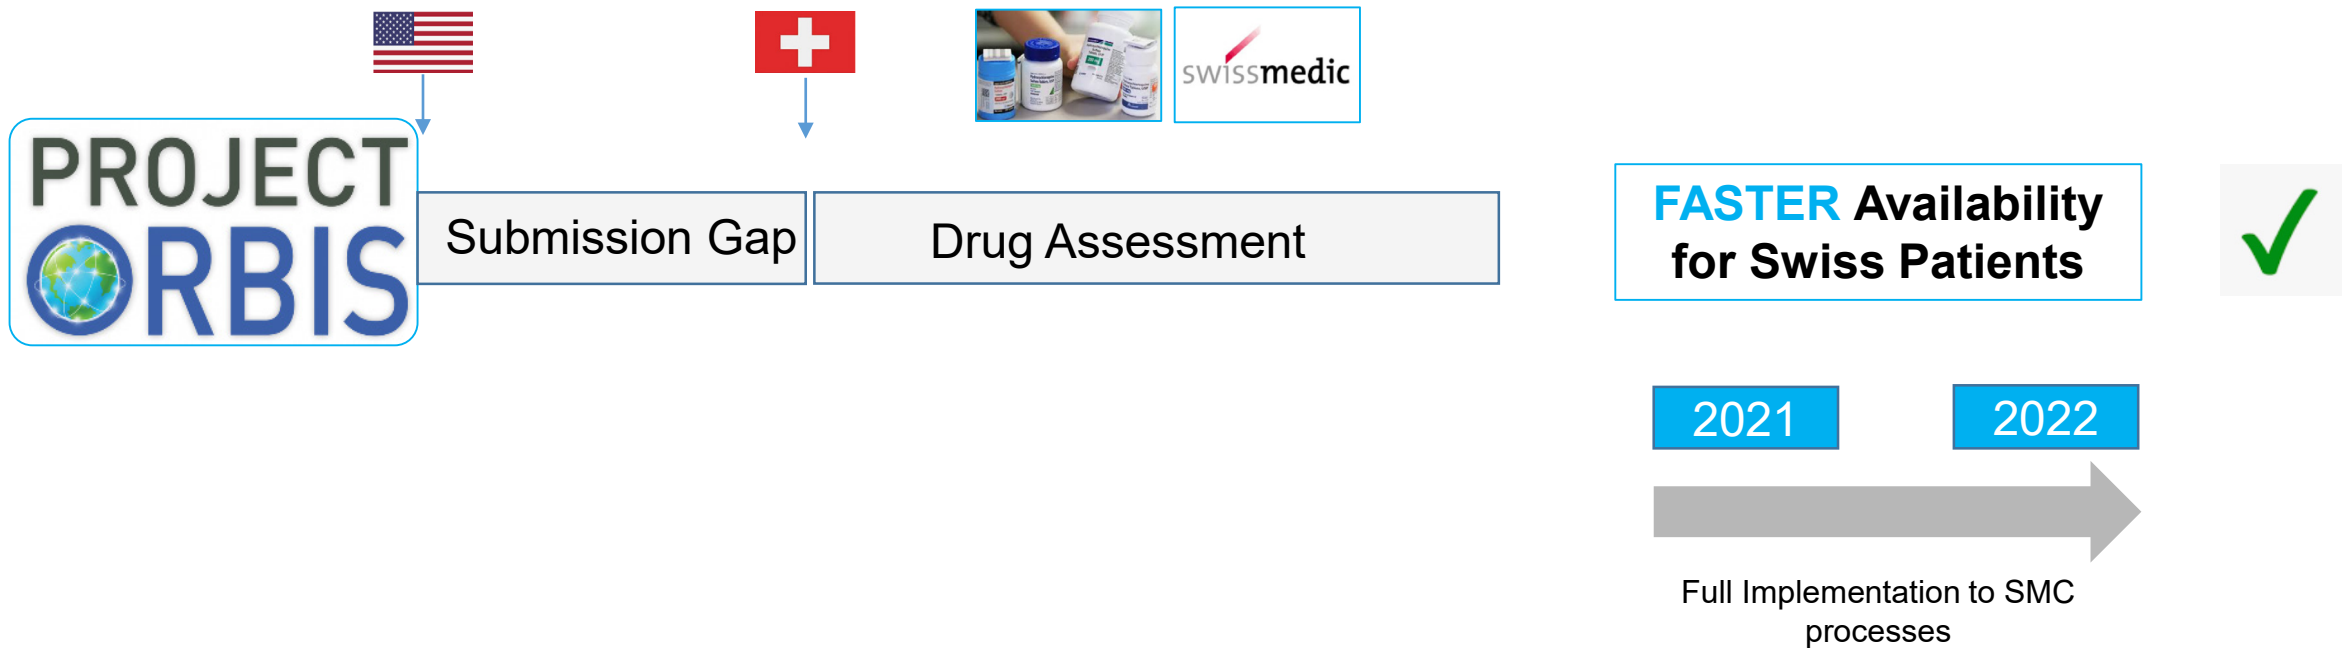 swissmedic
PROJECT
ORBIS
Submission Gap
Drug Assessment
FASTER Availability
for Swiss Patients
2021
2022
Full Implementation to SMC
processes